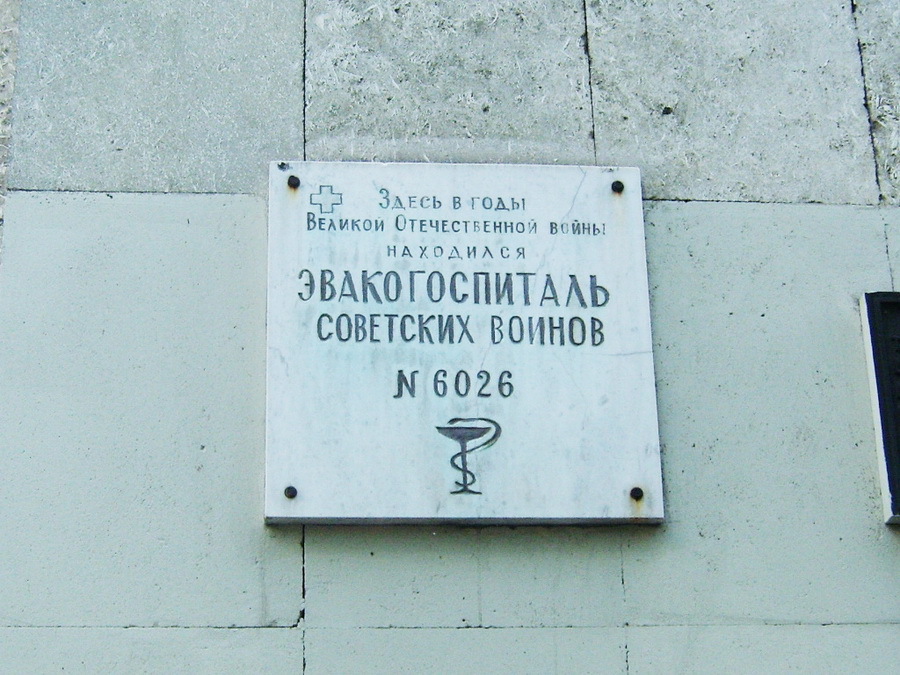 Здесь в годы
Великой Отечественной войны
находился
эвакогоспиталь
советских воинов
N 6026